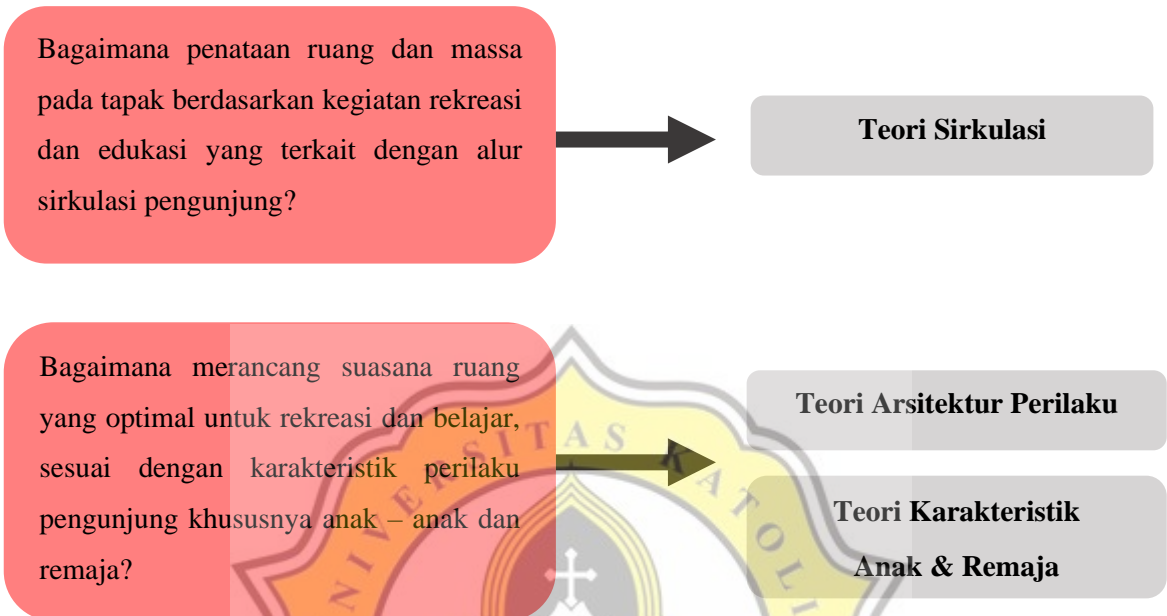 Bagaimana penataan ruang dan massa
pada tapak berdasarkan kegiatan rekreasi
dan edukasi yang terkait dengan alur
sirkulasi pengunjung?
Teori Sirkulasi
Bagaimana merancang suasana ruang
yang optimal untuk rekreasi dan belajar,
sesuai dengan karakteristik perilaku
pengunjung khususnya anak – anak dan
remaja?
Teori Arsitektur Perilaku
Teori Karakteristik
Anak & Remaja
UNIVERSITAS KATOLI